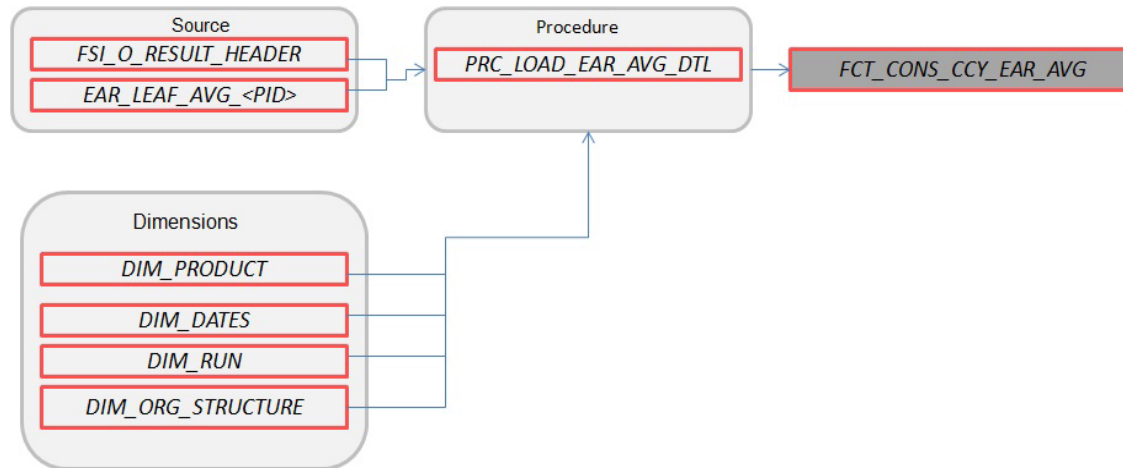 Source
FSI_O_RESULT_HEADER
EAR_LEAF_AVG_<PID>
Procedure
PRC_LOAD_EAR_AVG_DTL
FCT_CONS_CCY_EAR_AVG
Dimensions
DIM_PRODUCT
DIM_DATES
DIM_RUN
DIM_ORG_STRUCTURE